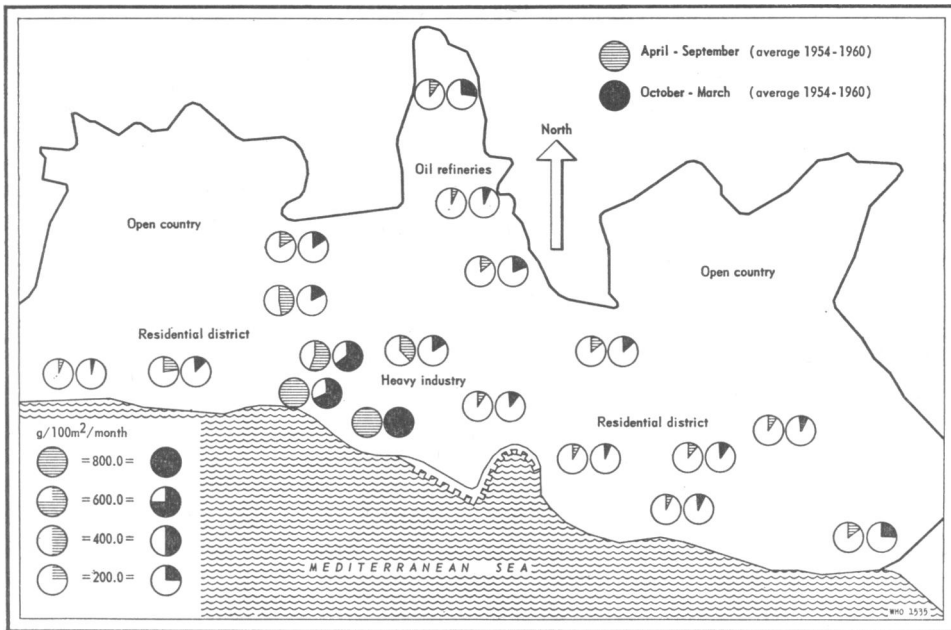 April - September (average 1954-1960)
October - March (average 1954-1960)
North
Oil refineries
Open country
Open country
Residential district
Heavy industry
Residential district
g/100m²/month
=800.0=
=600.0=
=400.0=
=200.0=
MEDITERRANEAN SEA
WHO 2535